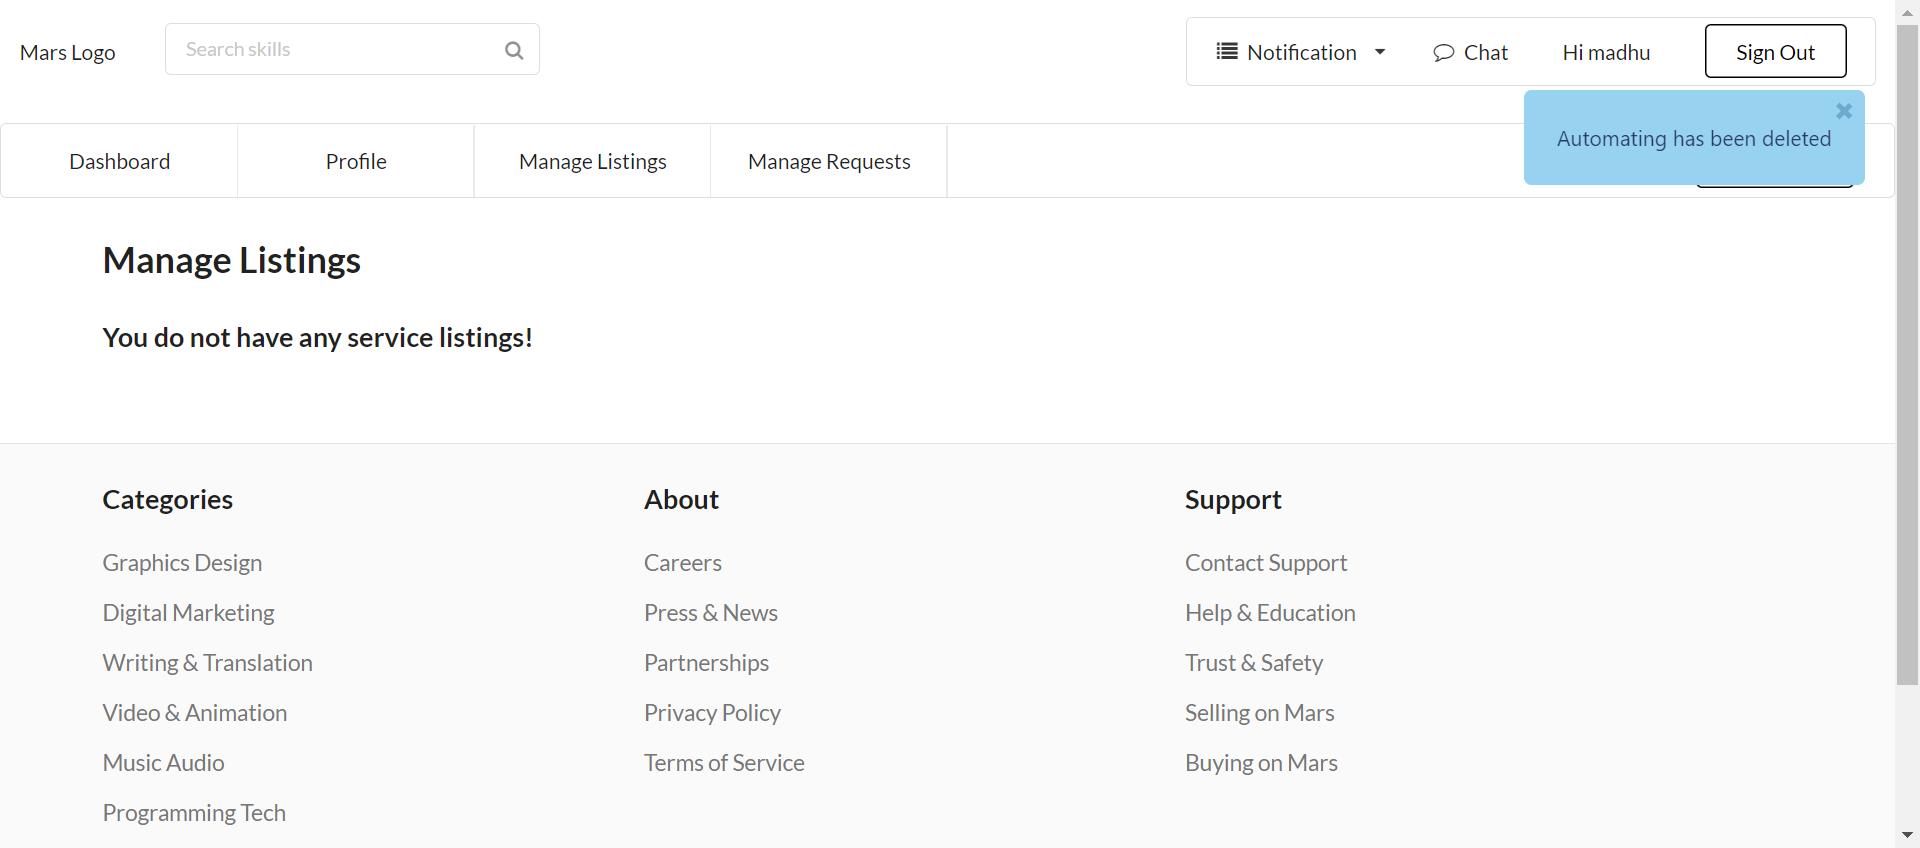 Mars Logo
Search skills
Notification
Chat
Hi madhu
Sign Out
Automating has been deleted
Dashboard
Profile
Manage Listings
Manage Requests
Manage Listings
You do not have any service listings!
Categories
Graphics Design
Digital Marketing
Writing & Translation
Video & Animation
Music Audio
Programming Tech
About
Careers
Press & News
Partnerships
Privacy Policy
Terms of Service
Support
Contact Support
Help & Education
Trust & Safety
Selling on Mars
Buying on Mars